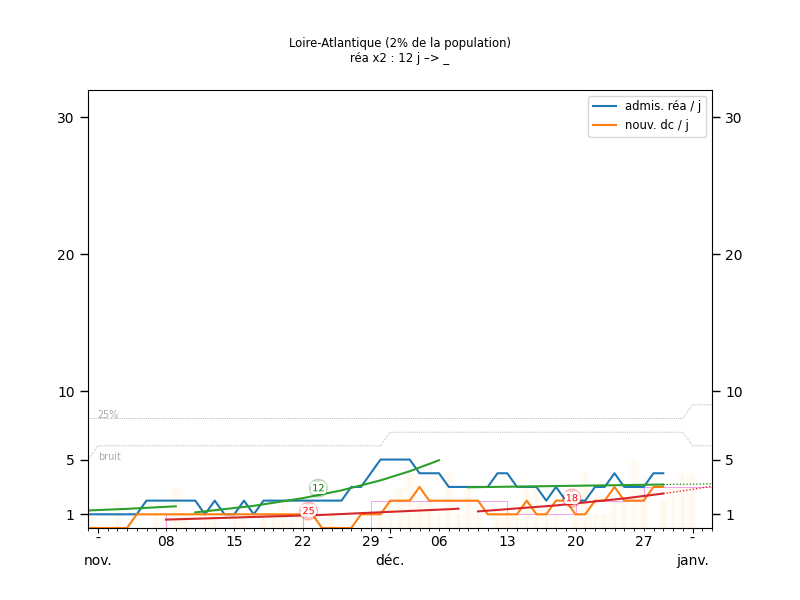 Loire-Atlantique (2% de la population)
réa x2 : 12 j –> _
admis. réa / j
nouv. dc / j
30
30
20
20
10
10
25%
5
bruit
5
12
18
25
1
1
- 08 15 22 29 - 06 13 20 27 -
nov. déc. janv.